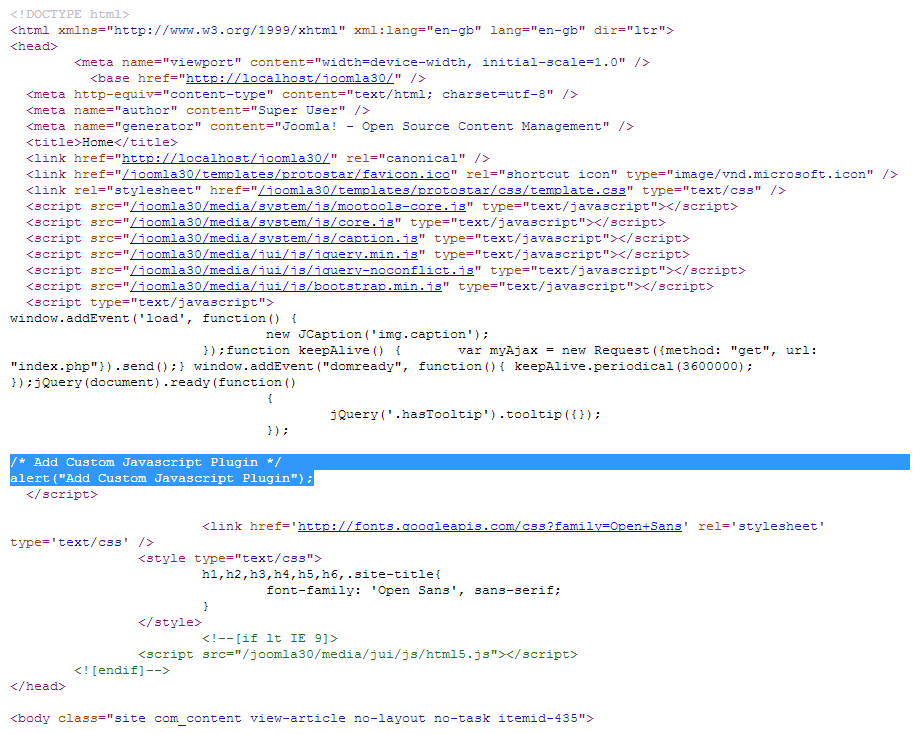 <!DOCTYPE html>
<html xmlns="http://www.w3.org/1999/xhtml" xml:lang="en-gb" lang="en-gb" dir="ltr">
<head>
<meta name="viewport" content="width=device-width, initial-scale=1.0" />
<base href="http://localhost/joomla30/" />
<meta http-equiv="content-type" content="text/html; charset=utf-8" />
<meta name="author" content="Super User" />
<meta name="generator" content="Joomla! - Open Source Content Management" />
<title>Home</title>
<link href="http://localhost/joomla30/" rel="canonical" />
<link href="/joomla30/templates/protostar/favicon.ico" rel="shortcut icon" type="image/vnd.microsoft.icon" />
<link rel="stylesheet" href="/joomla30/templates/protostar/css/template.css" type="text/css" />
<script src="/joomla30/media/system/js/mootools-core.js" type="text/javascript"></script>
<script src="/joomla30/media/system/js/core.js" type="text/javascript"></script>
<script src="/joomla30/media/system/js/caption.js" type="text/javascript"></script>
<script src="/joomla30/media/jui/js/jquery.min.js" type="text/javascript"></script>
<script src="/joomla30/media/jui/js/jquery-noconflict.js" type="text/javascript"></script>
<script src="/joomla30/media/jui/js/bootstrap.min.js" type="text/javascript"></script>
<script type="text/javascript">
window.addEvent('load', function() {
new JCaption('img.caption');
});function keepAlive() { var myAjax = new Request({method: "get", url:
"index.php"}).send();} window.addEvent("domready", function(){ keepAlive.periodical(3600000);
});jQuery(document).ready(function()
{
jQuery('.hasTooltip').tooltip({});
});
/* Add Custom Javascript Plugin */
alert("Add Custom Javascript Plugin");
</script>
<link href='http://fonts.googleapis.com/css?family=Open+Sans' rel='stylesheet'
type='text/css' />
<style type="text/css">
h1,h2,h3,h4,h5,h6,.site-title{
font-family: 'Open Sans', sans-serif;
}
</style>
<!--[if lt IE 9]>
<script src="/joomla30/media/jui/js/html5.js"></script>
<![endif]-->
</head>
<body class="site com_content view-article no-layout no-task itemid-435">